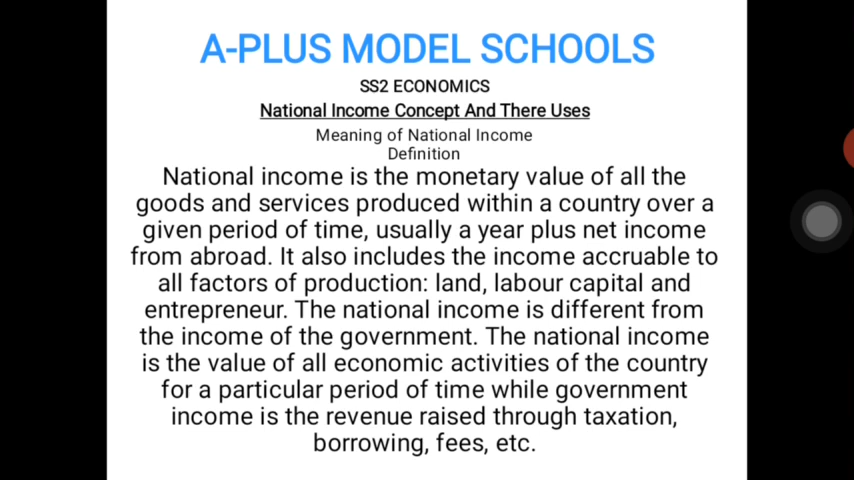 A-PLUS MODEL SCHOOLS
SS2 ECONOMICS
National Income Concept And There Uses
Meaning of National Income
Definition
National income is the monetary value of all the
goods and services produced within a country over a
given period of time, usually a year plus net income
from abroad. It also includes the income accruable to
all factors of production: land, labour capital and
entrepreneur. The national income is different from
the income of the government. The national income
is the value of all economic activities of the country
for a particular period of time while government
income is the revenue raised through taxation,
borrowing, fees, etc.